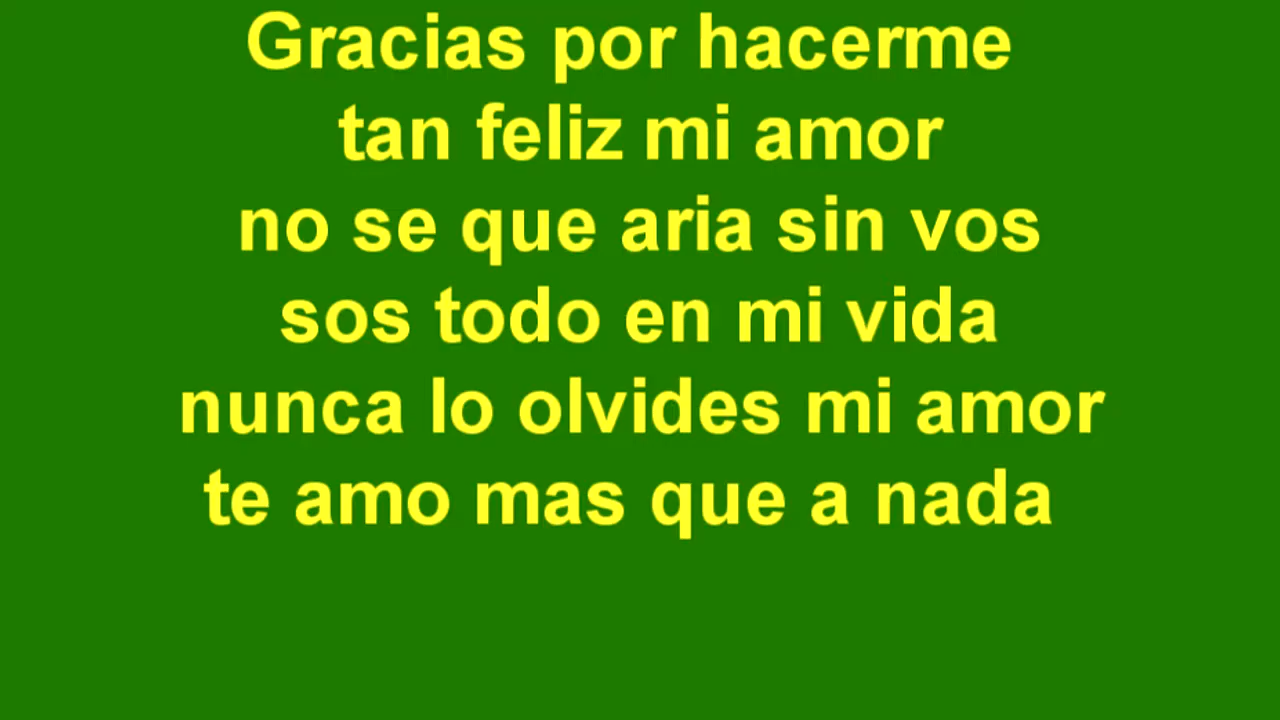 Gracias por hacerme
tan feliz mi amor
no se que aria sin vos
sos todo en mi vida
nunca lo olvides mi amor
te amo mas que a nada